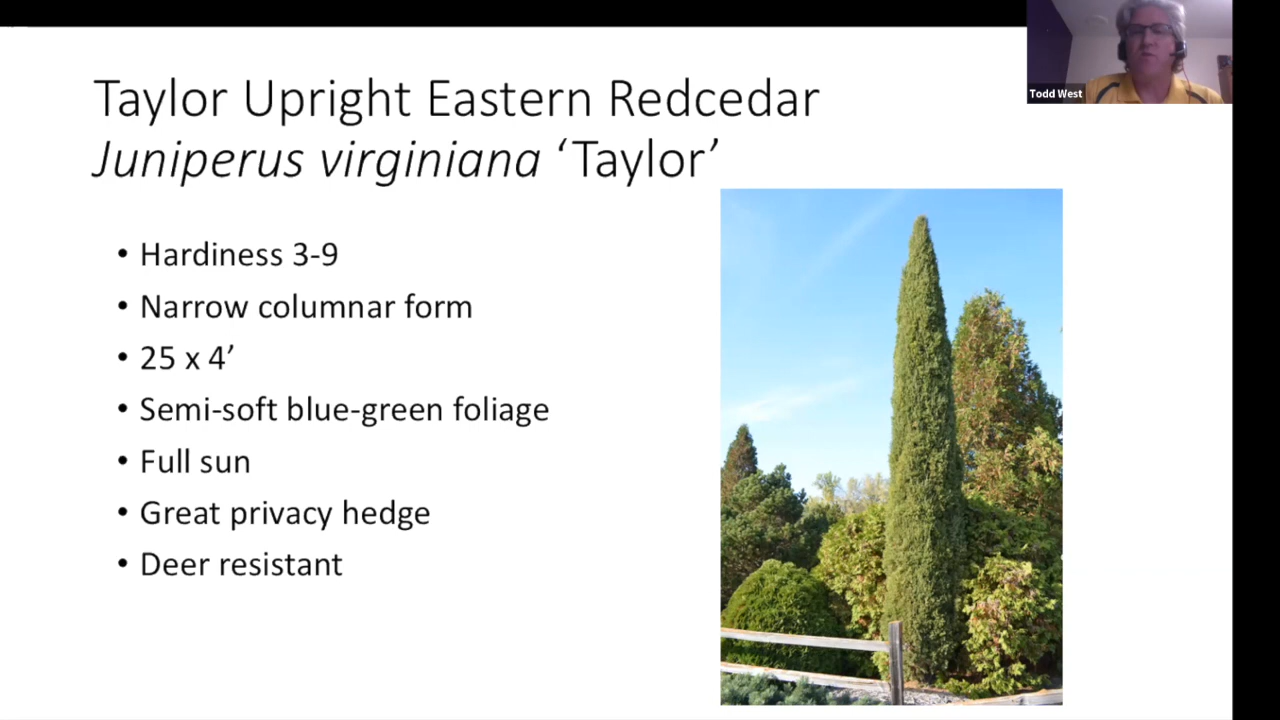 Taylor Upright Eastern Redcedar
Juniperus virginiana ‘Taylor’
• Hardiness 3-9
• Narrow columnar form
• 25 x 4’
• Semi-soft blue-green foliage
• Full sun
• Great privacy hedge
• Deer resistant
Todd West